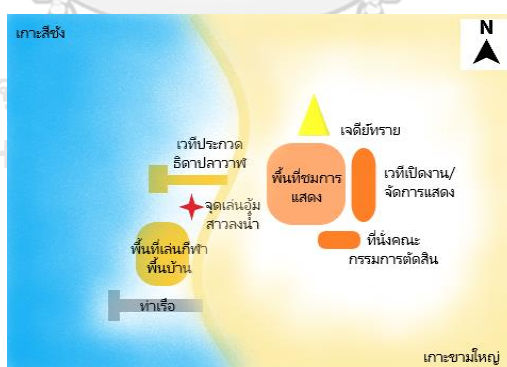 เกาะสีชัง
N
เจดีย์ทราย
เวทีประกวด
ธิดาปลาวาฬ
พื้นที่ชมการ
แสดง
เวทีเปิดงาน/
จัดการแสดง
จุดเล่นอุ้ม
สาวลงน้ำ
ที่นั่งคณะ
กรรมการตัดสิน
พื้นที่เล่นกีฬา
พื้นบ้าน
ท่าเรือ
เกาะขามใหญ่